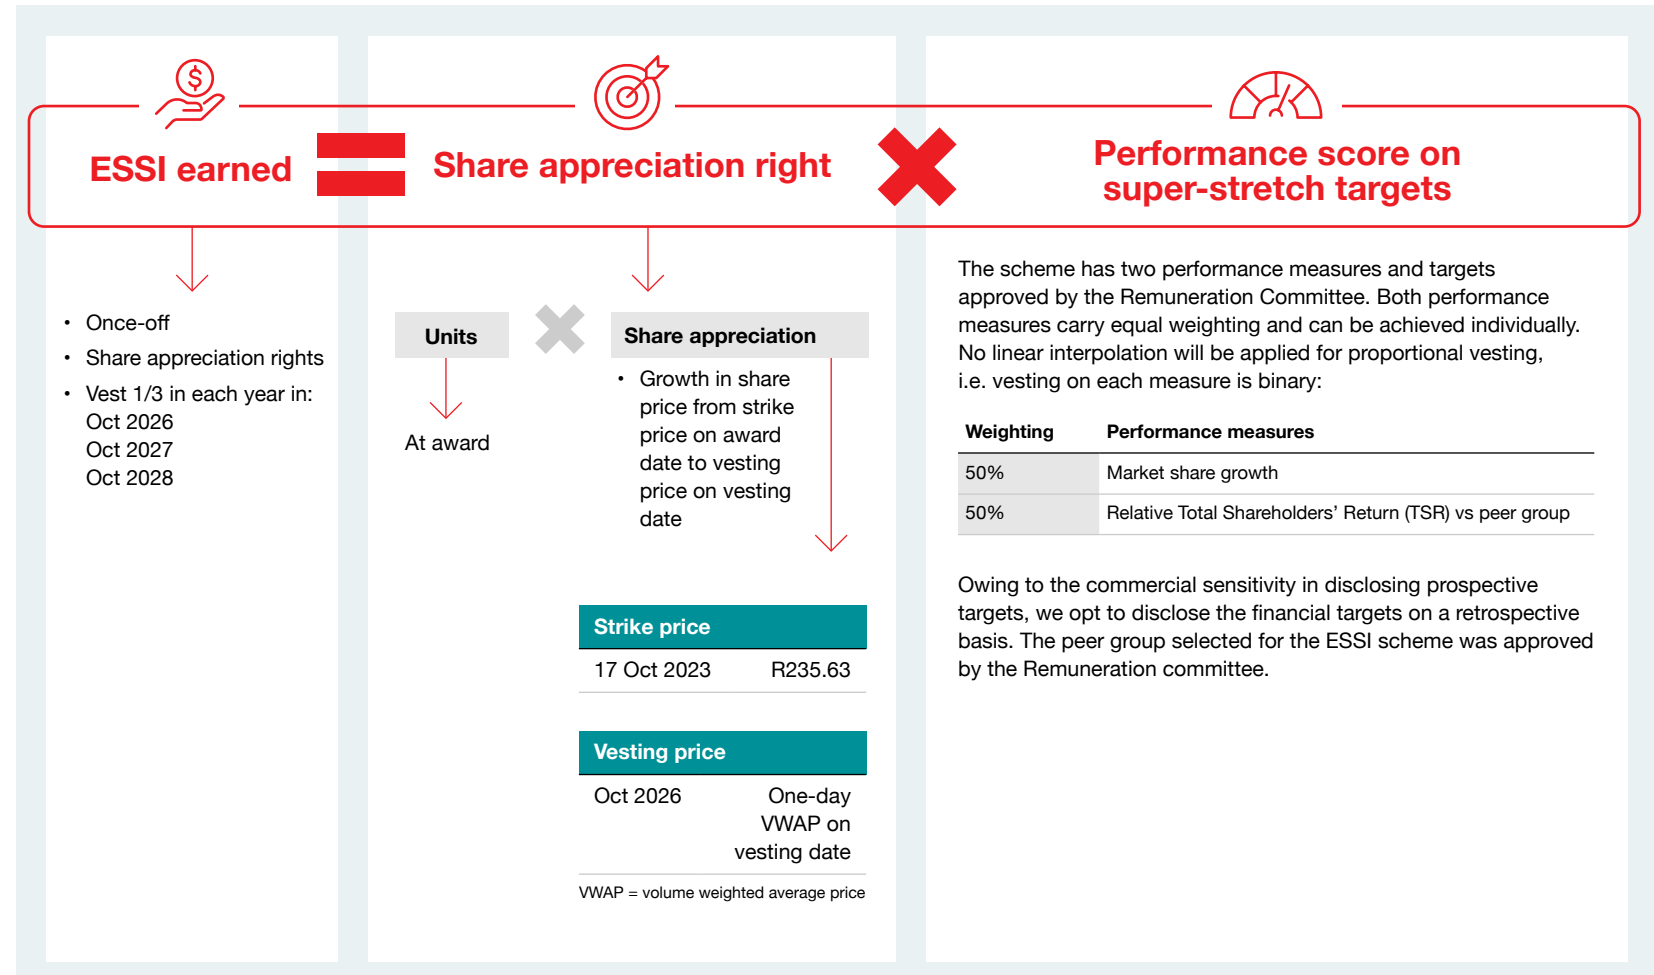 ESSI earned
Share appreciation right
Performance score on
super-stretch targets
• Once-off
• Share appreciation rights
• Vest 1/3 in each year in:
Oct 2026
Oct 2027
Oct 2028
Units
At award
Share appreciation
• Growth in share
price from strike
price on award
date to vesting
price on vesting
date
Strike price
17 Oct 2023 R235.63
Vesting price
Oct 2026 One-day
VWAP on
vesting date
VWAP = volume weighted average price
The scheme has two performance measures and targets
approved by the Remuneration Committee. Both performance
measures carry equal weighting and can be achieved individually.
No linear interpolation will be applied for proportional vesting,
i.e. vesting on each measure is binary:
Weighting Performance measures
50% Market share growth
50% Relative Total Shareholders’ Return (TSR) vs peer group
Owing to the commercial sensitivity in disclosing prospective
targets, we opt to disclose the financial targets on a retrospective
basis. The peer group selected for the ESSI scheme was approved
by the Remuneration committee.